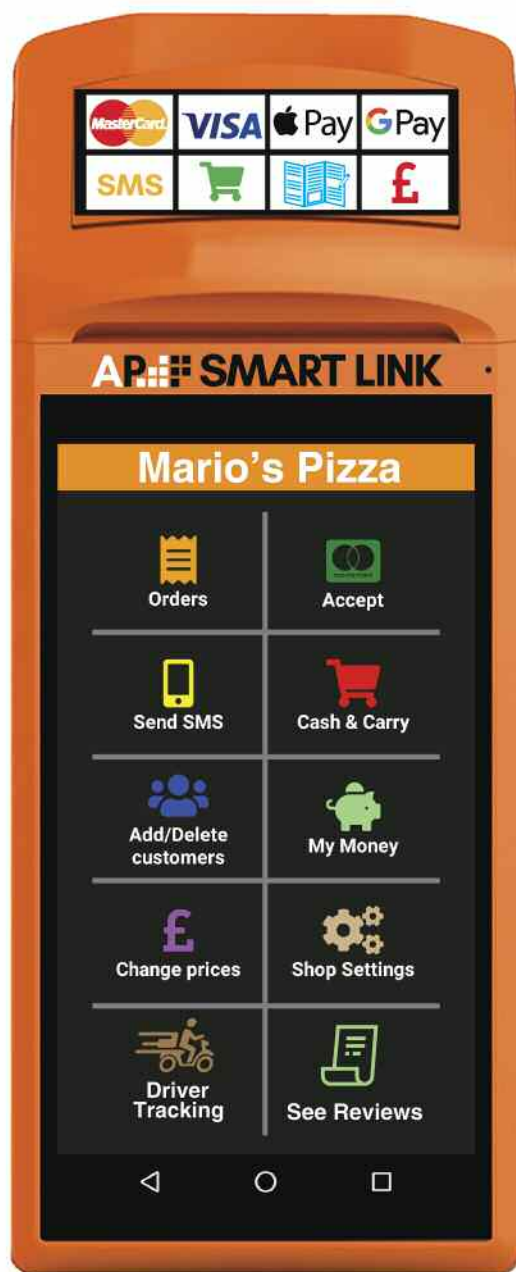 MasterCard.
VISA
Pay
G Pay
SMS
£
AP SMART LINK
Mario's Pizza
Orders
Accept
Send SMS
Cash & Carry
Add/Delete
customers
My Money
£
Change prices
Shop Settings
Driver
Tracking
See Reviews